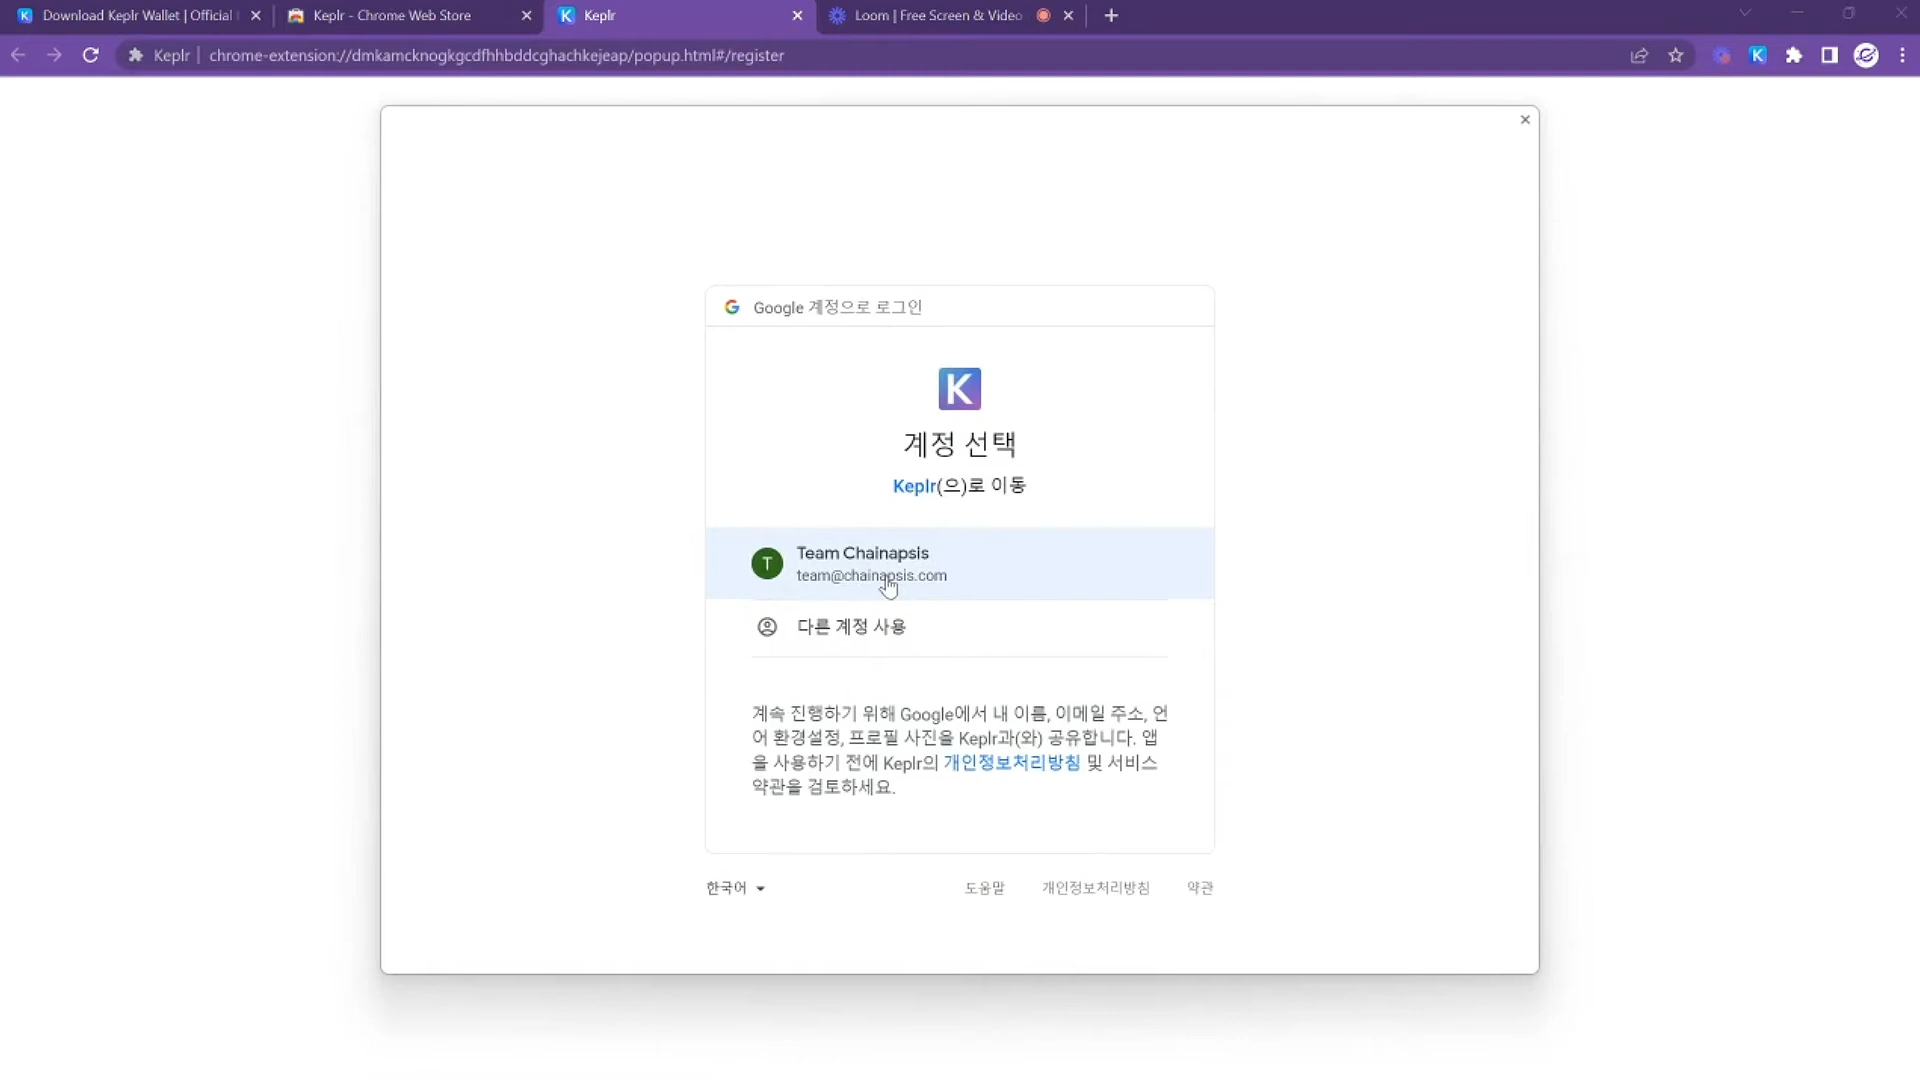 Download Keplr Wallet | Official
Keplr - Chrome Web Store
Keplr
Loom | Free Screen & Video
Keplr | chrome-extension://dmkamcknogkgcdfhhbddcghachkejeap/popup.html#/register
Google 계정으로 로그인
K
계정 선택
Keplr(으)로 이동
T
Team Chainapsis
team@chainapsis.com
다른 계정 사용
계속 진행하기 위해 Google에서 내 이름, 이메일 주소, 언
어 환경설정, 프로필 사진을 Keplr과(와) 공유합니다. 앱
을 사용하기 전에 Keplr의 개인정보처리방침 및 서비스
약관을 검토하세요.
한국어 도움말 개인정보처리방침 약관